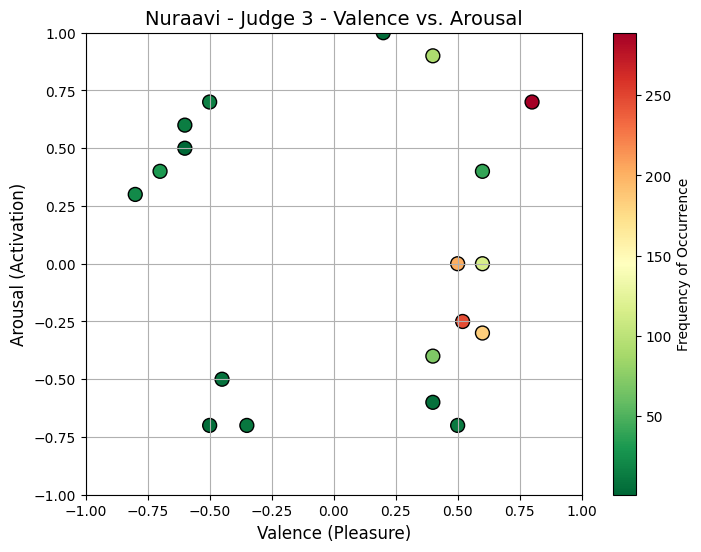 Nuraavi - Judge 3 - Valence vs. Arousal
1.00
0.75
0.50
0.25
0.00
−0.25
−0.50
−0.75
−1.00
Arousal (Activation)
−1.00 −0.75 −0.50 −0.25 0.00 0.25 0.50 0.75 1.00
Valence (Pleasure)
250
200
150
100
50
Frequency of Occurrence